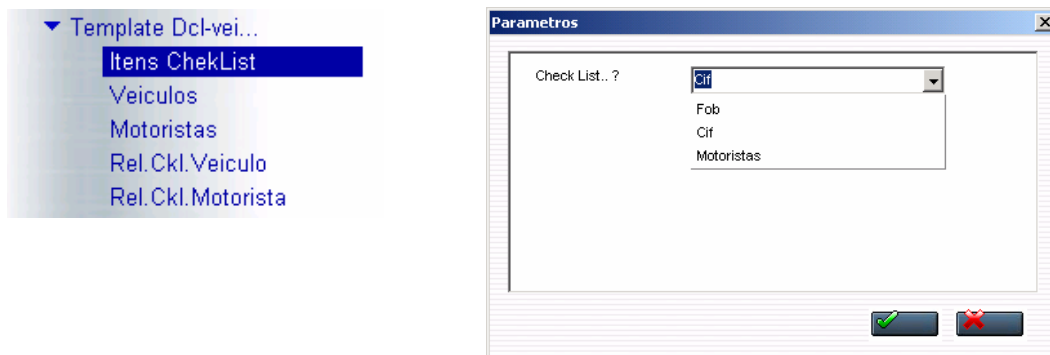 Template Dcl-vei...
Itens ChekList
Veiculos
Motoristas
Rel.Ckl.Veiculo
Rel.Ckl.Motorista
Parametros
Check List.. ?
Cif
Fob
Cif
Motoristas